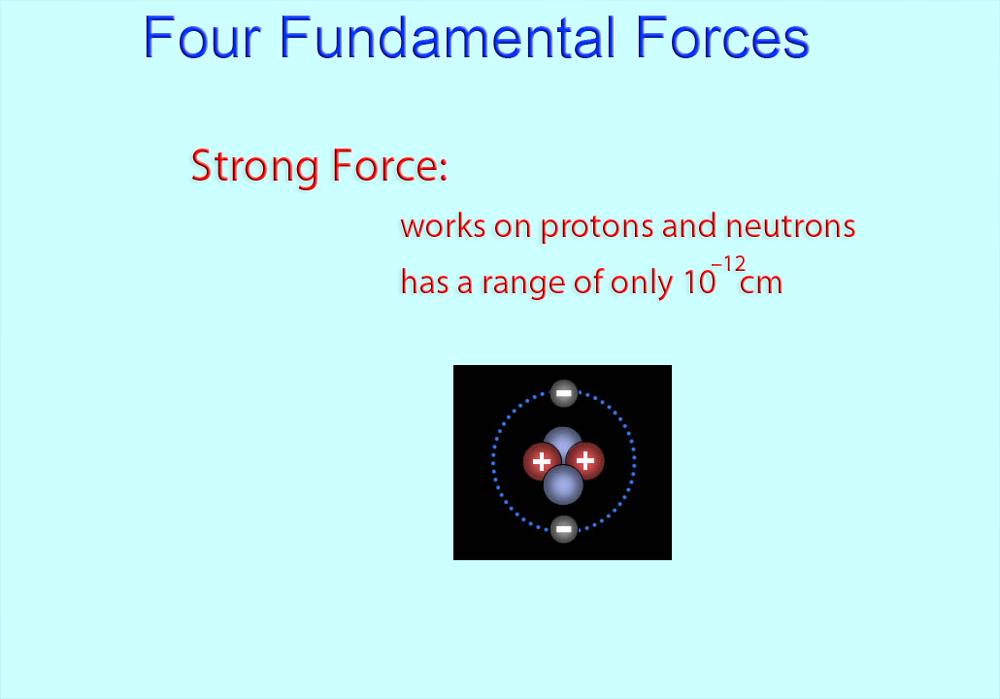 Four Fundamental Forces
Strong Force:
works on protons and neutrons
has a range of only 10⁻¹²cm
−
+ +
−